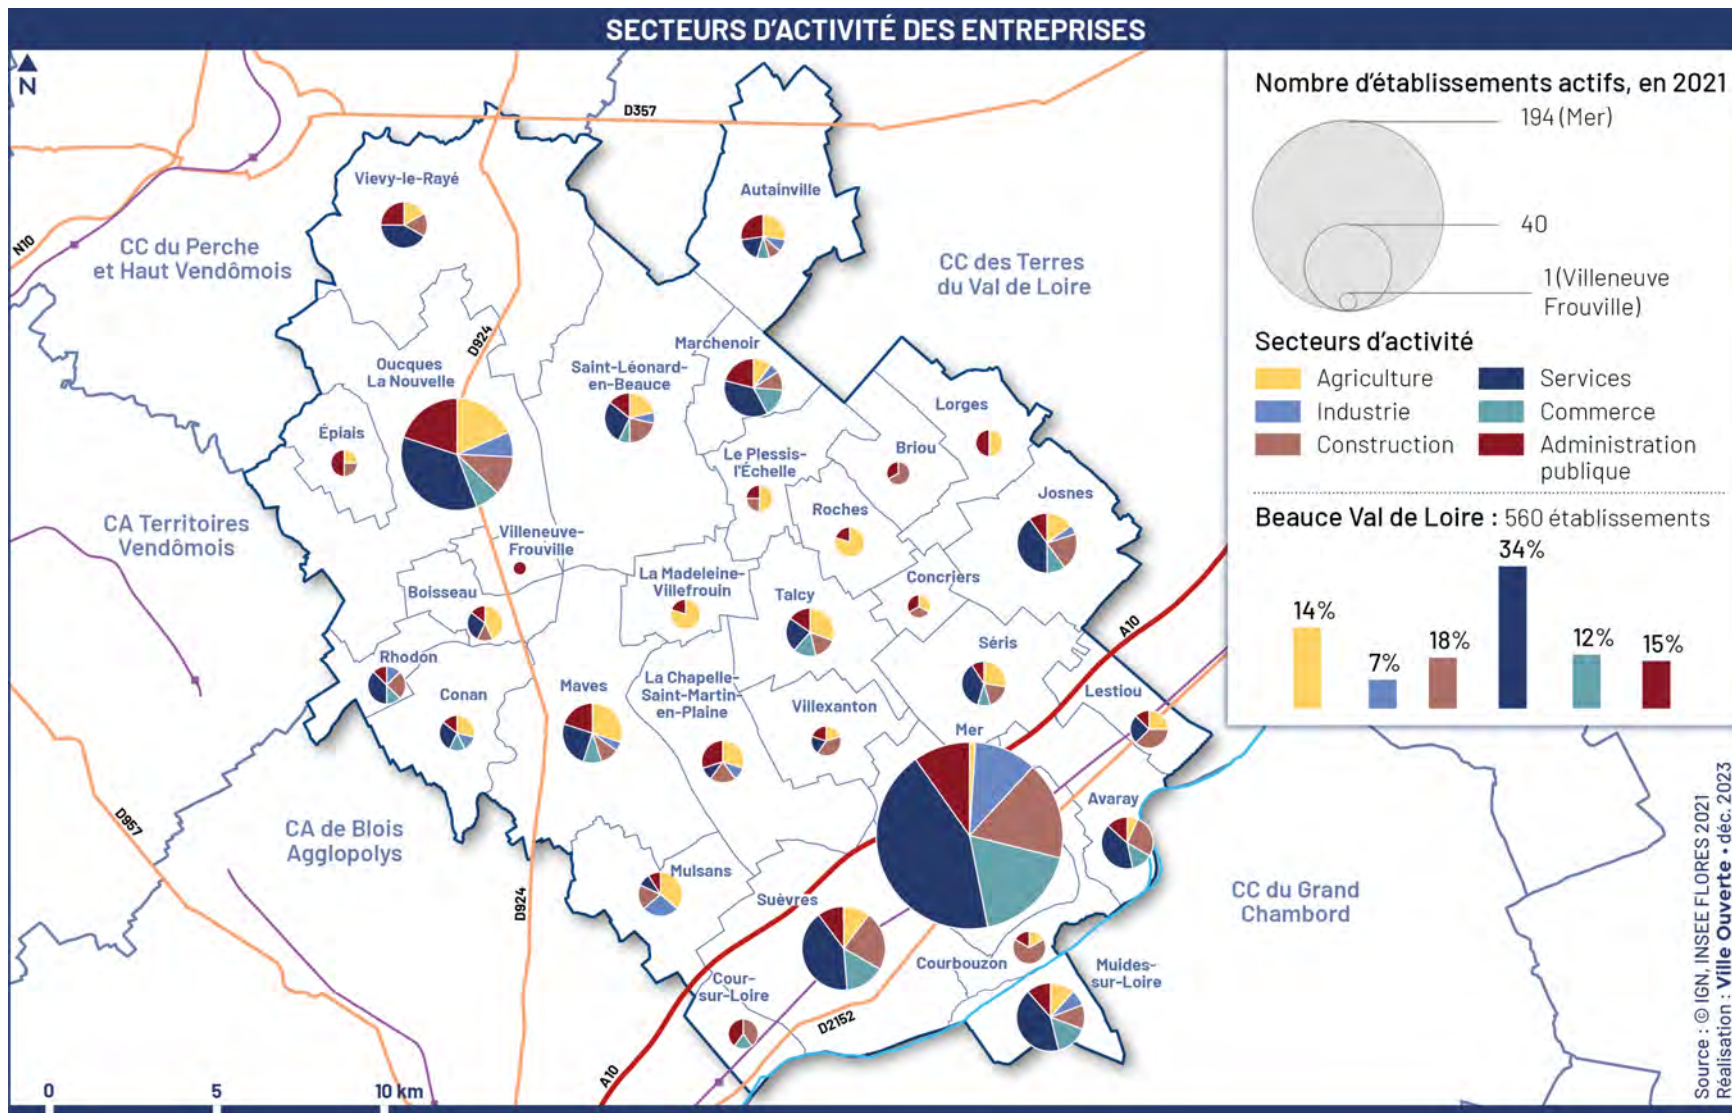 SECTEURS D'ACTIVITÉ DES ENTREPRISES
N
D357
N10
Vievy-le-Rayé
Autainville
CC du Perche
et Haut Vendômois
CC des Terres
du Val de Loire
D924
Marchenoir
Oucques
La Nouvelle
Saint-Léonard-
en-Beauce
Lorges
Épiais
Briou
Le Plessis-
l'Échelle
Josnes
Roches
CA Territoires
Vendômois
Villeneuve-
Frouville
La Madeleine-
Villefrouin
Concriers
Boisseau
Talcy
A10
Séris
Rhodon
Conan
Maves
La Chapelle-
Saint-Martin-
en-Plaine
Lestiou
Villexanton
Mer
Avaray
D957
CA de Blois
Agglopolys
Mulsans
D924
Suèvres
CC du Grand
Chambord
Courbouzon
Muides-
sur-Loire
Cour-
sur-Loire
D2152
A10
0
5
10 km
Nombre d'établissements actifs, en 2021
194 (Mer)
40
1 (Villeneuve
Frouville)
Secteurs d'activité
Agriculture
Services
Industrie
Commerce
Construction
Administration
publique
Beauce Val de Loire : 560 établissements
14%
7%
18%
34%
12%
15%
Source : © IGN, INSEE FLORES 2021
Réalisation : Ville Ouverte • déc. 2023